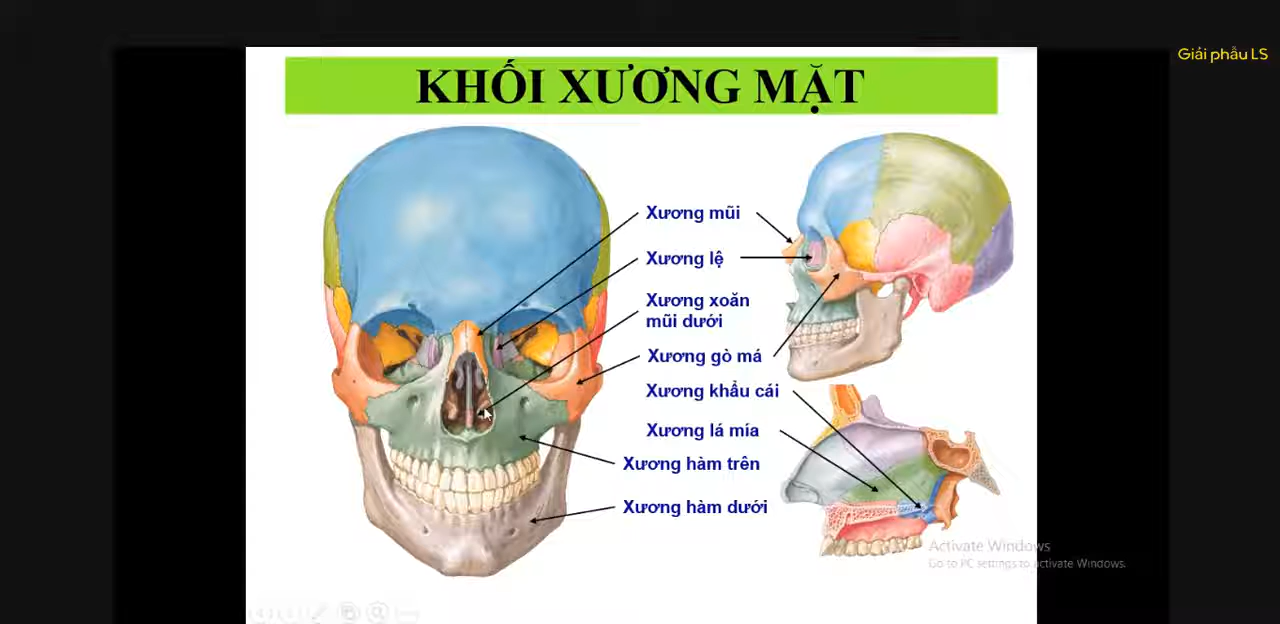 Giải phẫu LS
KHỐI XƯƠNG MẶT
Xương mũi
Xương lệ
Xương xoăn
mũi dưới
Xương gò má
Xương khẩu cái
Xương lá mía
Xương hàm trên
Xương hàm dưới
Activate Windows
Go to PC settings to activate Windows.